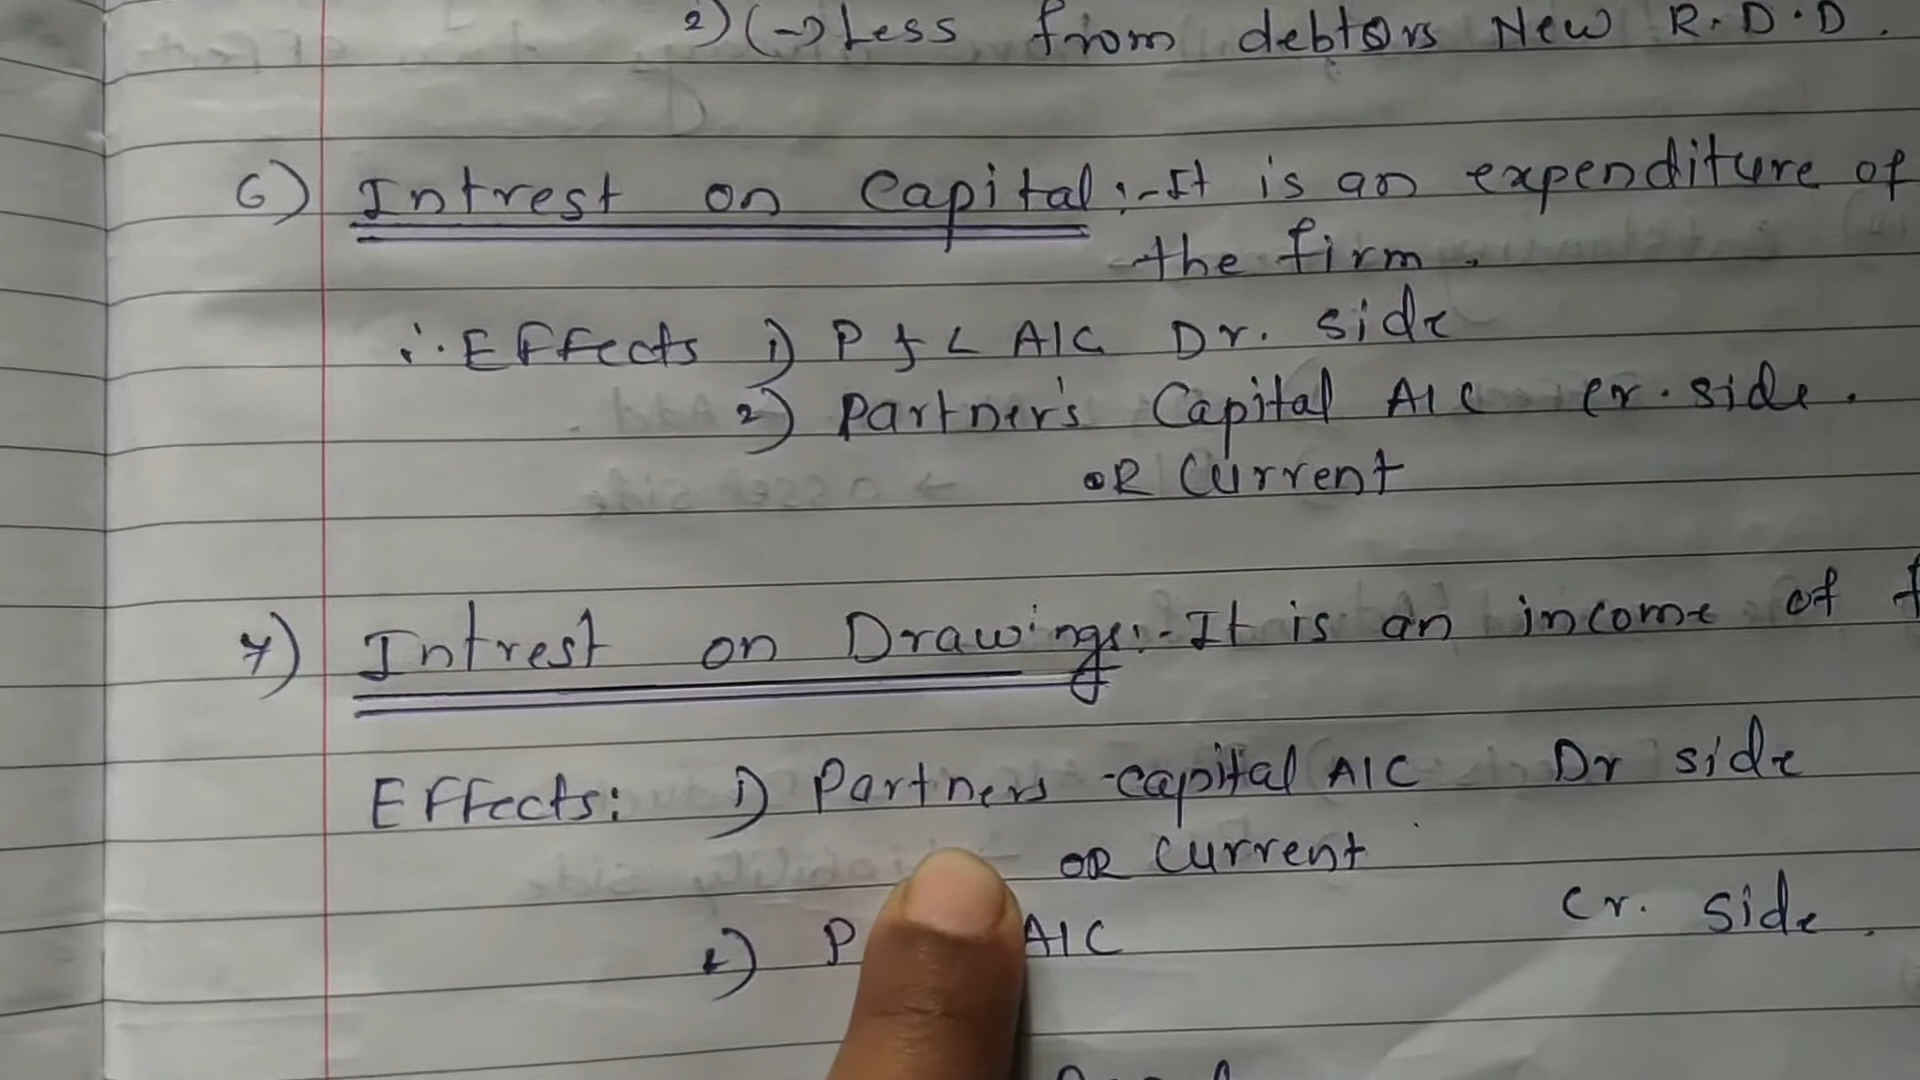 2) (-) Less from debtors New R.D.D.
6) Intrest on Capital :- It is an expenditure of
the firm.
∴ Effects 1) P & L A/C Dr. side
2) Partner's Capital A/C Cr. side.
OR Current
7) Intrest on Drawings:- It is an income of
Effects: 1) Partners capital A/C Dr side
OR Current
2) P A/C Cr. side.